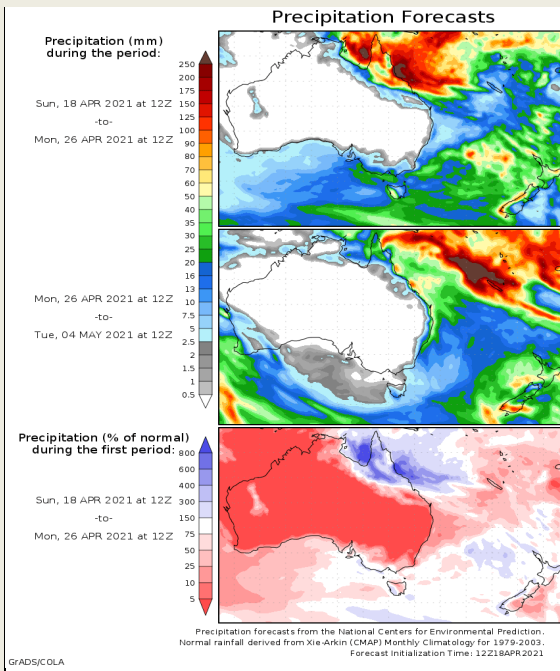 Precipitation Forecasts
Precipitation (mm)
during the period:
Sun, 18 APR 2021 at 12Z
-to-
Mon, 26 APR 2021 at 12Z
250
200
175
150
125
100
90
80
70
60
50
40
35
30
25
20
16
13
10
7.5
5
2.5
2
1.5
1
0.5
Mon, 26 APR 2021 at 12Z
-to-
Tue, 04 MAY 2021 at 12Z
Precipitation (% of normal)
during the first period:
Sun, 18 APR 2021 at 12Z
-to-
Mon, 26 APR 2021 at 12Z
800
600
400
300
150
75
50
25
10
5
Precipitation forecasts from the National Centers for Environmental Prediction.
Normal rainfall derived from Xie-Arkin (CMAP) Monthly Climatology for 1979-2003.
Forecast Initialization Time: 12Z18APR2021
GrADS/COLA